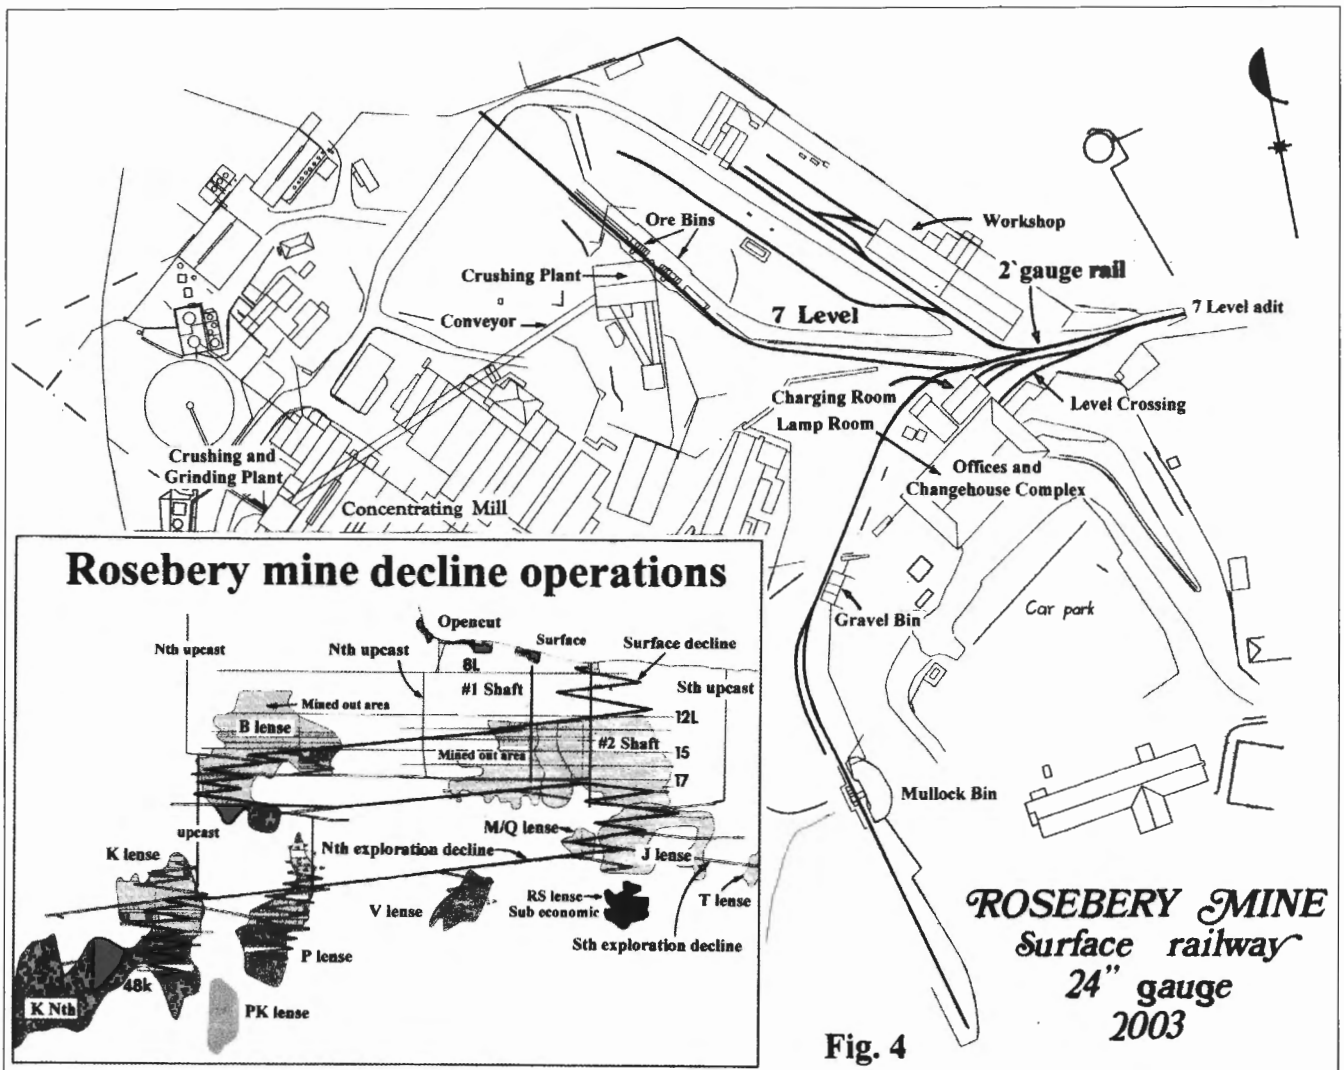 Workshop
Ore Bins
2`gauge rail
Crushing Plant
7 Level adit
Conveyor
7 Level
Charging Room
Lamp Room
Level Crossing
Crushing and
Grinding Plant
Offices and
Changehouse Complex
Concentrating Mill
Car park
Gravel Bin
Mullock Bin
Rosebery mine decline operations
Opencut
Surface
Surface decline
Nth upcast
Nth upcast
8L
#1 Shaft
Sth upcast
Mined out area
12L
B lense
#2 Shaft
15
Mined out area
17
upcast
M/Q lense
K lense
Nth exploration decline
J lense
RS lense
Sub economic
T lense
V lense
Sth exploration decline
P lense
48k
K Nth
PK lense
ROSEBERY MINE
Surface railway
24" gauge
2003
Fig. 4